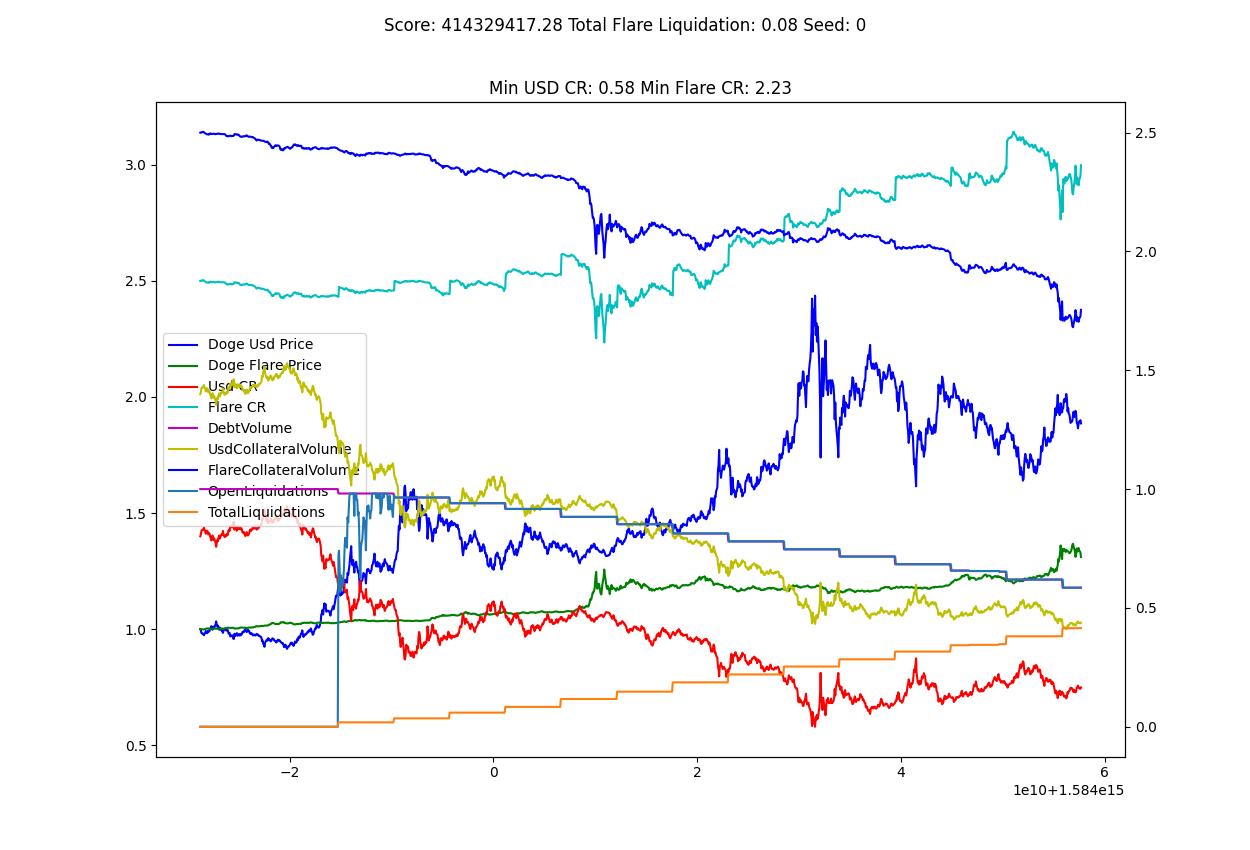 Score: 414329417.28 Total Flare Liquidation: 0.08 Seed: 0
Min USD CR: 0.58 Min Flare CR: 2.23
3.0
2.5
2.0
1.5
1.0
0.5
2.5
2.0
1.5
1.0
0.5
0.0
Doge Usd Price
Doge Flare Price
Usd CR
Flare CR
DebtVolume
UsdCollateralVolume
FlareCollateralVolume
OpenLiquidations
TotalLiquidations
−2 0 2 4 6
1e10+1.584e15